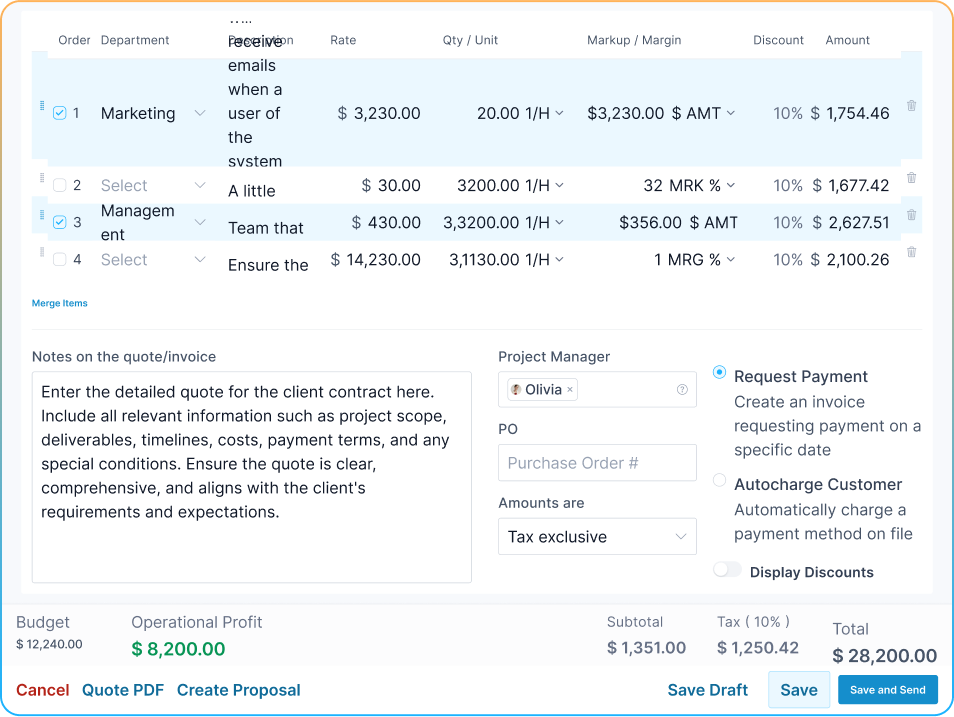 Order Department Description Rate Qty / Unit Markup / Margin Discount Amount
receive
emails
when a
user of
the
system
1 Marketing $ 3,230.00 20.00 1/H $3,230.00 $ AMT 10% $ 1,754.46
2 Select A little $ 30.00 3200.00 1/H 32 MRK % 10% $ 1,677.42
3 Managem
ent Team that $ 430.00 3,3200.00 1/H $356.00 $ AMT 10% $ 2,627.51
4 Select Ensure the $ 14,230.00 3,1130.00 1/H 1 MRG % 10% $ 2,100.26
Merge Items
Notes on the quote/invoice
Enter the detailed quote for the client contract here.
Include all relevant information such as project scope,
deliverables, timelines, costs, payment terms, and any
special conditions. Ensure the quote is clear,
comprehensive, and aligns with the client's
requirements and expectations.
Project Manager
Olivia ×
PO
Purchase Order #
Amounts are
Tax exclusive
Request Payment
Create an invoice
requesting payment on a
specific date
Autocharge Customer
Automatically charge a
payment method on file
Display Discounts
Budget
$ 12,240.00
Operational Profit
$ 8,200.00
Subtotal
$ 1,351.00
Tax ( 10% )
$ 1,250.42
Total
$ 28,200.00
Cancel Quote PDF Create Proposal Save Draft Save Save and Send